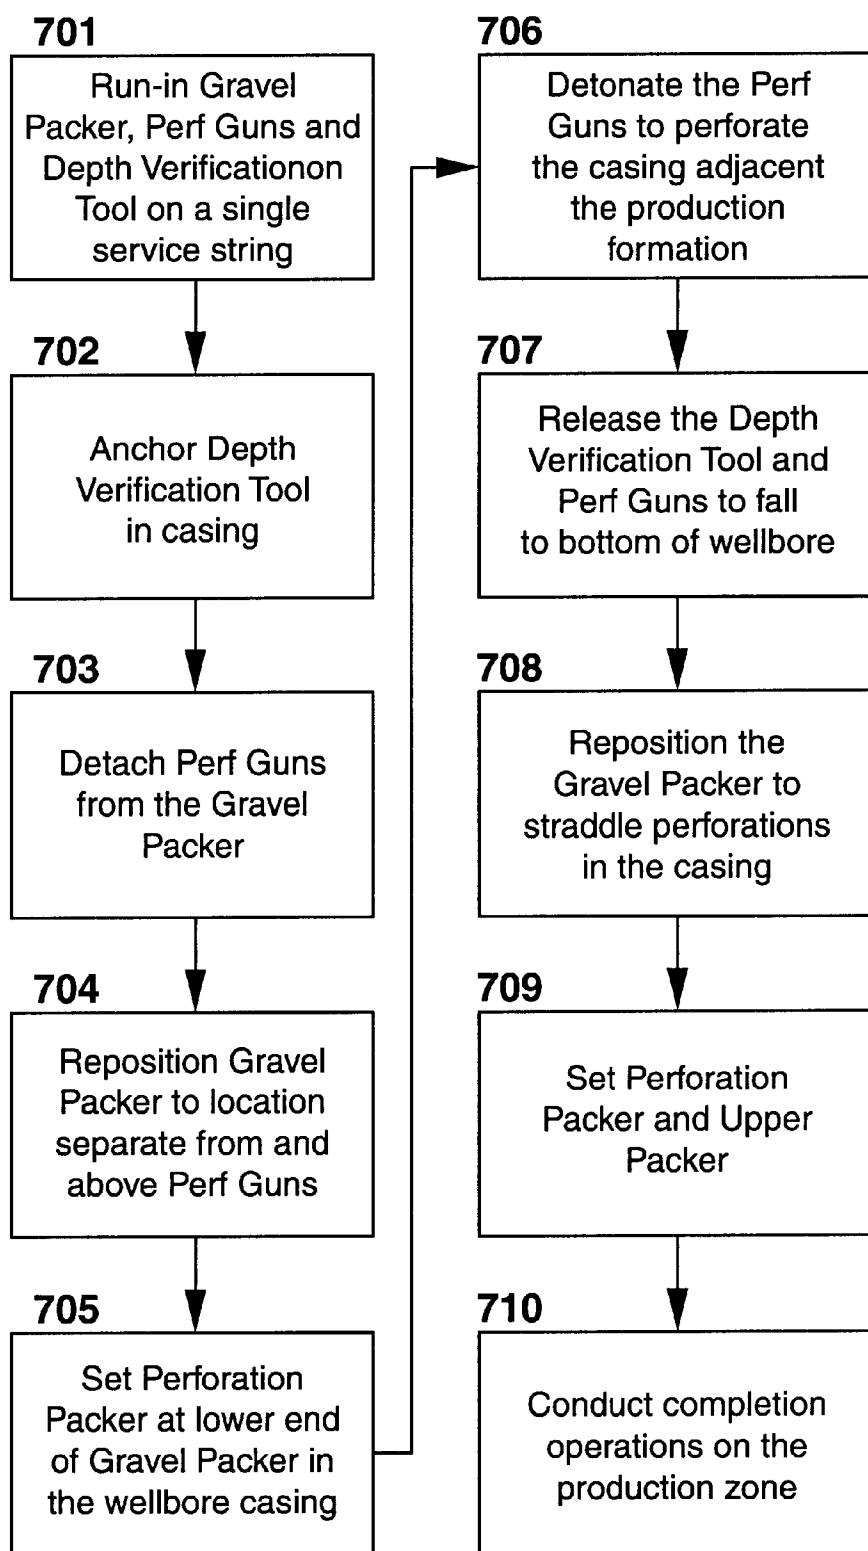 701
Run-in Gravel
Packer, Perf Guns and
Depth Verificationon
Tool on a single
service string
702
Anchor Depth
Verification Tool
in casing
703
Detach Perf Guns
from the Gravel
Packer
704
Reposition Gravel
Packer to location
separate from and
above Perf Guns
705
Set Perforation
Packer at lower end
of Gravel Packer in
the wellbore casing
706
Detonate the Perf
Guns to perforate
the casing adjacent
the production
formation
707
Release the Depth
Verification Tool and
Perf Guns to fall
to bottom of wellbore
708
Reposition the
Gravel Packer to
straddle perforations
in the casing
709
Set Perforation
Packer and Upper
Packer
710
Conduct completion
operations on the
production zone